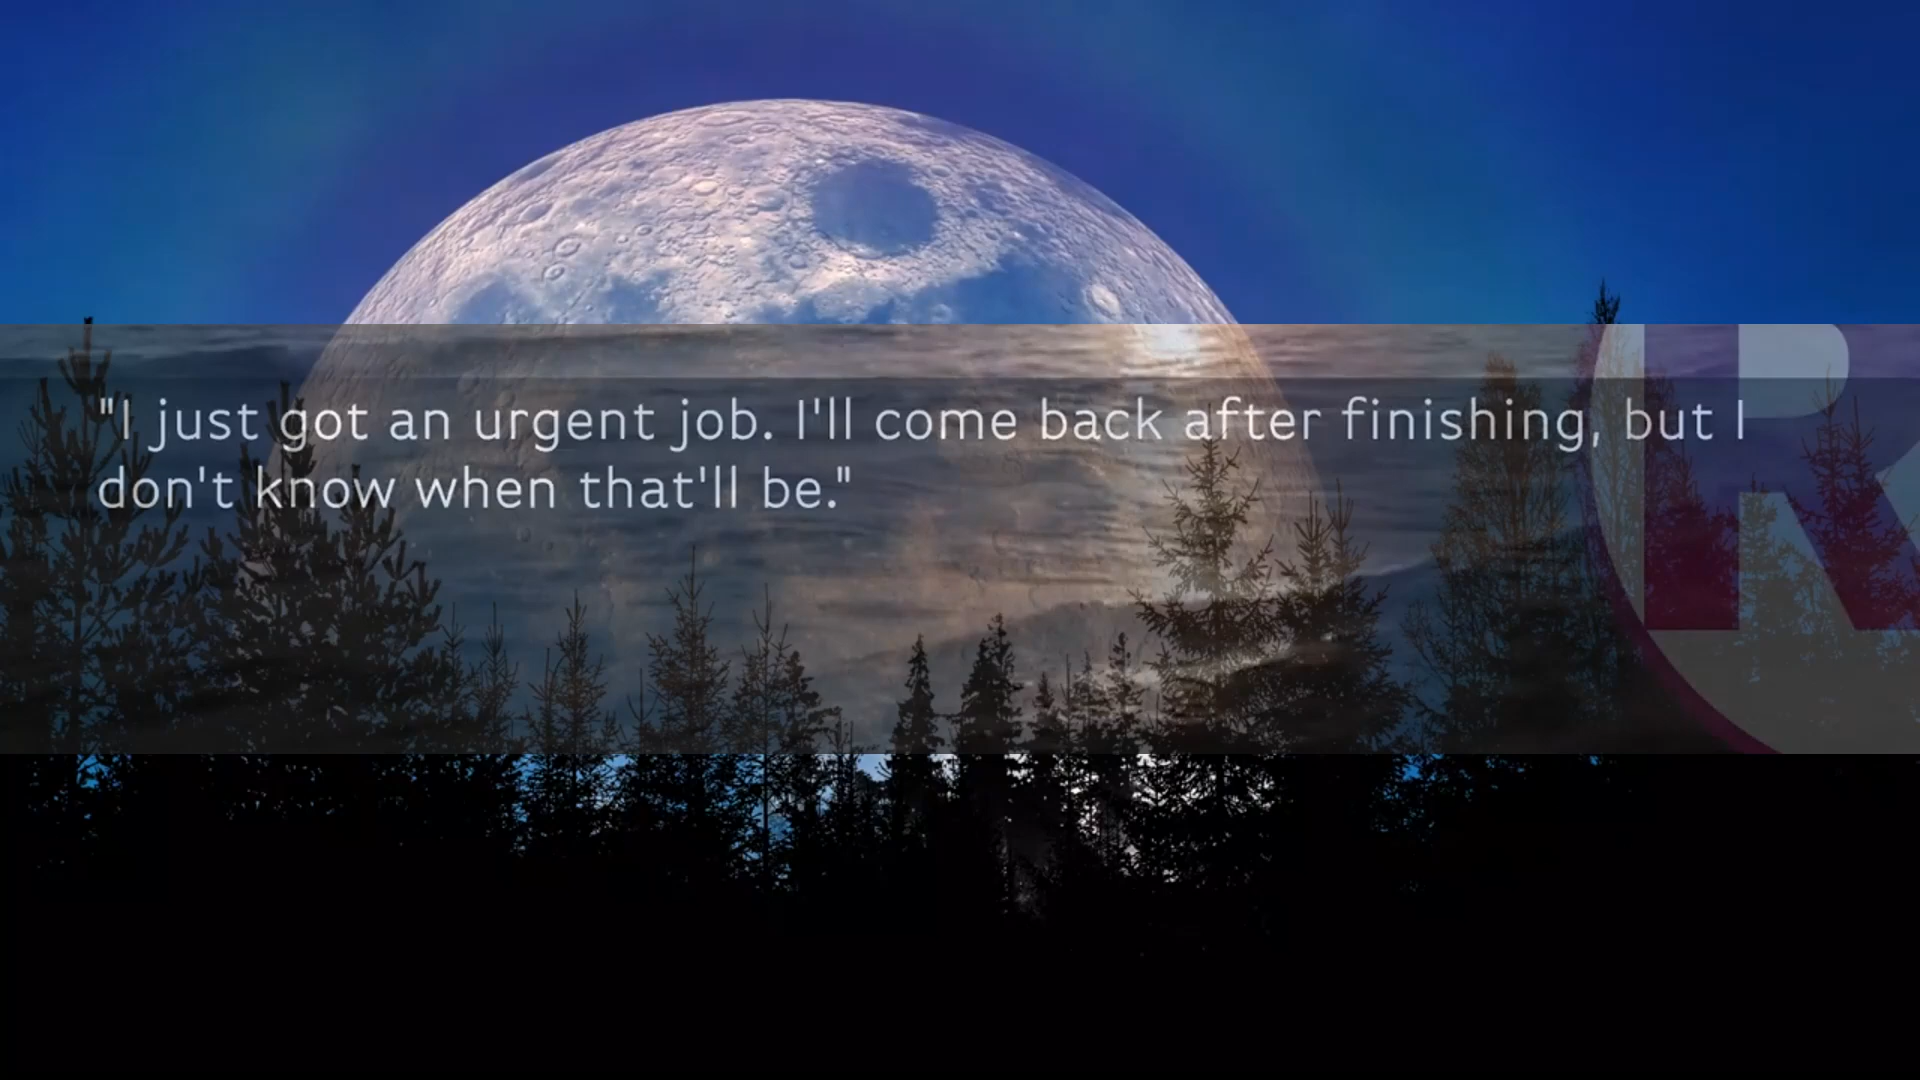 "I just got an urgent job. I'll come back after finishing, but I
don't know when that'll be."
R